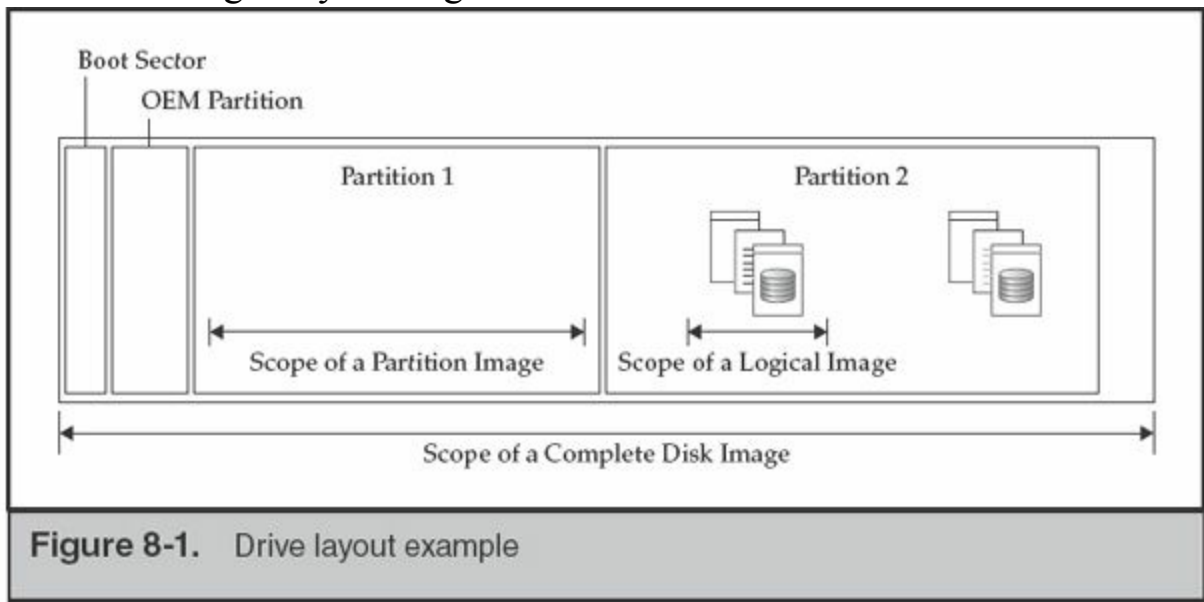 Boot Sector
OEM Partition
Partition 1
Partition 2
Scope of a Partition Image
Scope of a Logical Image
Scope of a Complete Disk Image
Figure 8-1. Drive layout example